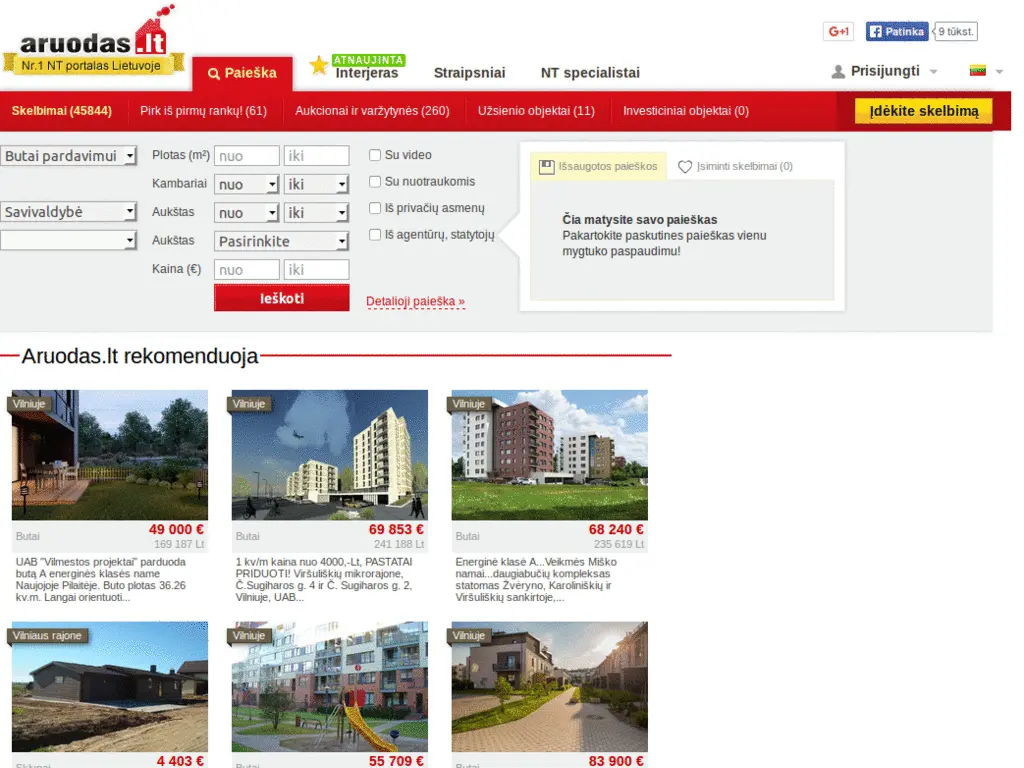 aruodas.lt
Nr.1 NT portalas Lietuvoje
Paieška
ATNAUJINTA
Interjeras
Straipsniai
NT specialistai
G+1
Patinka
9 tūkst.
Prisijungti
Skelbimai (45844)
Pirk iš pirmų rankų! (61)
Aukcionai ir varžytynės (260)
Užsienio objektai (11)
Investiciniai objektai (0)
Įdėkite skelbimą
Butai pardavimui
Savivaldybė
Plotas (m²) nuo iki
Kambariai nuo iki
Aukštas nuo iki
Aukštas Pasirinkite
Kaina (€) nuo iki
Ieškoti
Su video
Su nuotraukomis
Iš privačių asmenų
Iš agentūrų, statytojų
Detalioji paieška »
Išsaugotos paieškos
Įsiminti skelbimai (0)
Čia matysite savo paieškas
Pakartokite paskutines paieškas vienu
mygtuko paspaudimu!
Aruodas.lt rekomenduoja
Vilniuje
Butai
49 000 €
169 187 Lt
UAB "Vilmestos projektai" parduoda
butą A energinės klasės name
Naujojoje Pilaitėje. Buto plotas 36.26
kv.m. Langai orientuoti...
Vilniuje
Butai
69 853 €
241 188 Lt
1 kv/m kaina nuo 4000,-Lt, PASTATAI
PRIDUOTI! Viršuliškių mikrorajone,
Č.Sugiharos g. 4 ir Č. Sugiharos g. 2,
Vilniuje, UAB...
Vilniuje
Butai
68 240 €
235 619 Lt
Energinė klasė A...Veikmės Miško
namai...daugiabučių kompleksas
statomas Žvėryno, Karoliniškių ir
Viršuliškių sankirtoje,...
Vilniaus rajone
Sklypai
4 403 €
Vilniuje
Butai
55 709 €
Vilniuje
Butai
83 900 €